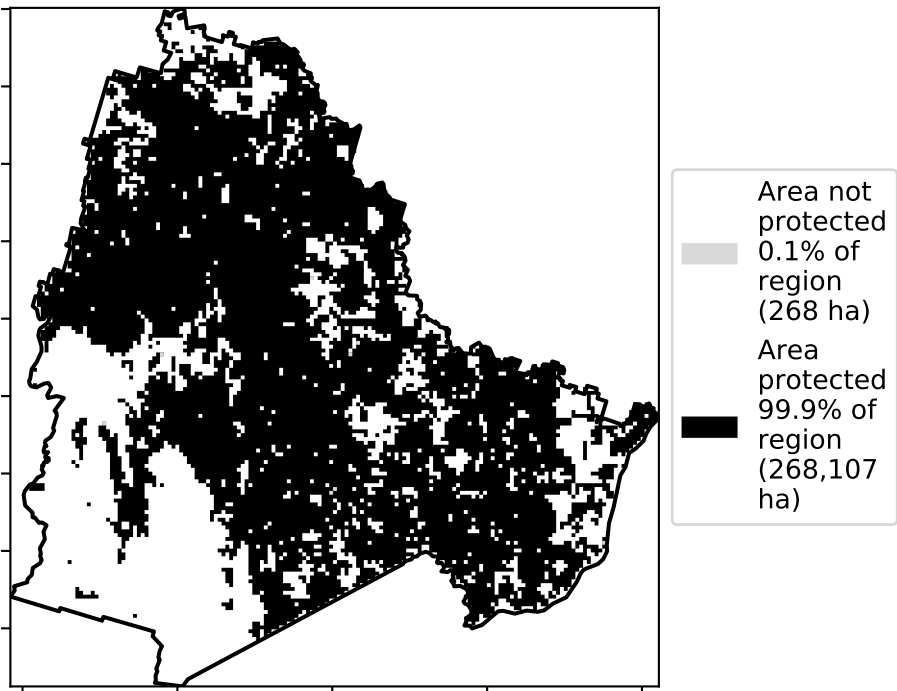 Area not
protected
0.1% of
region
(268 ha)
Area
protected
99.9% of
region
(268,107
ha)